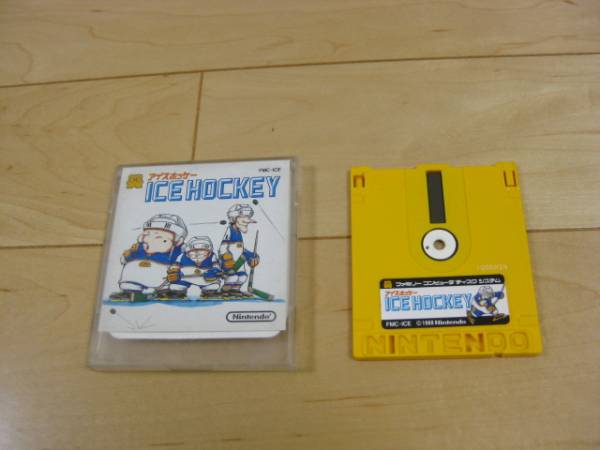 FMC-ICE
アイスホッケー
ICE HOCKEY
Nintendo
ファミリー コンピュータ ディスク システム
アイスホッケー
ICE HOCKEY
FMC-ICE © 1988 Nintendo
NINTENDO